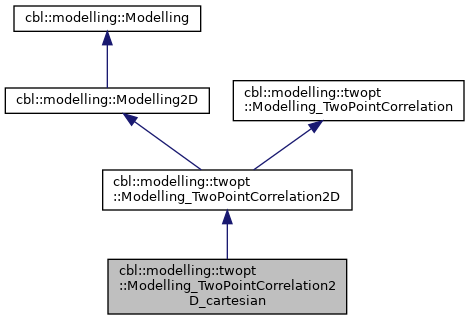 cbl::modelling::Modelling
cbl::modelling::Modelling2D
cbl::modelling::twopt
::Modelling_TwoPointCorrelation
cbl::modelling::twopt
::Modelling_TwoPointCorrelation2D
cbl::modelling::twopt
::Modelling_TwoPointCorrelation2
D_cartesian